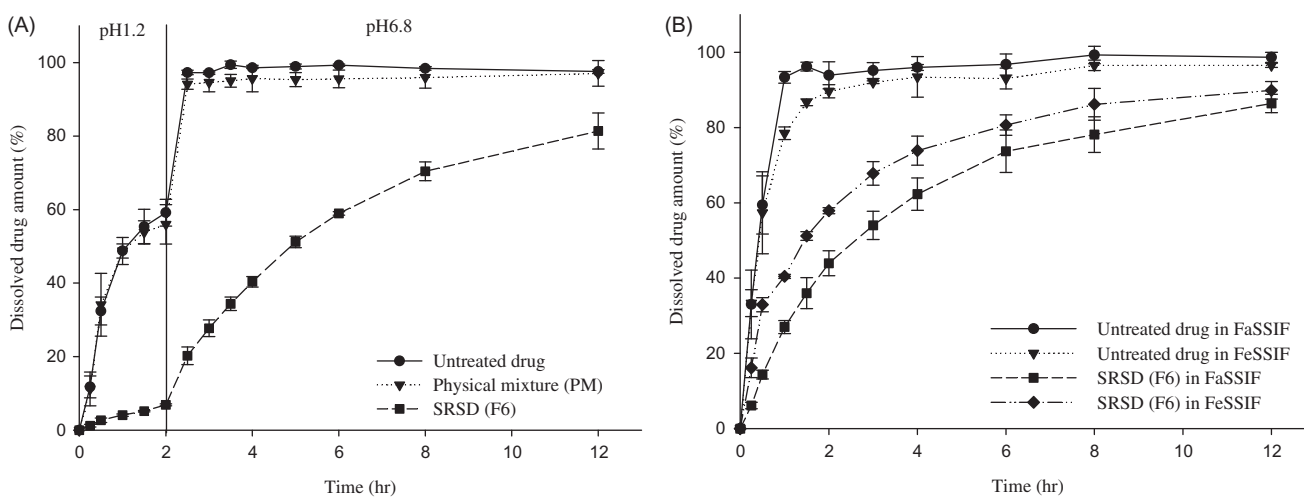 (A)
pH1.2
pH6.8
100
80
60
40
20
0
Dissolved drug amount (%)
Untreated drug
Physical mixture (PM)
SRSD (F6)
0 2 4 6 8 10 12
Time (hr)
(B)
100
80
60
40
20
0
Dissolved drug amount (%)
Untreated drug in FaSSIF
Untreated drug in FeSSIF
SRSD (F6) in FaSSIF
SRSD (F6) in FeSSIF
0 2 4 6 8 10 12
Time (hr)